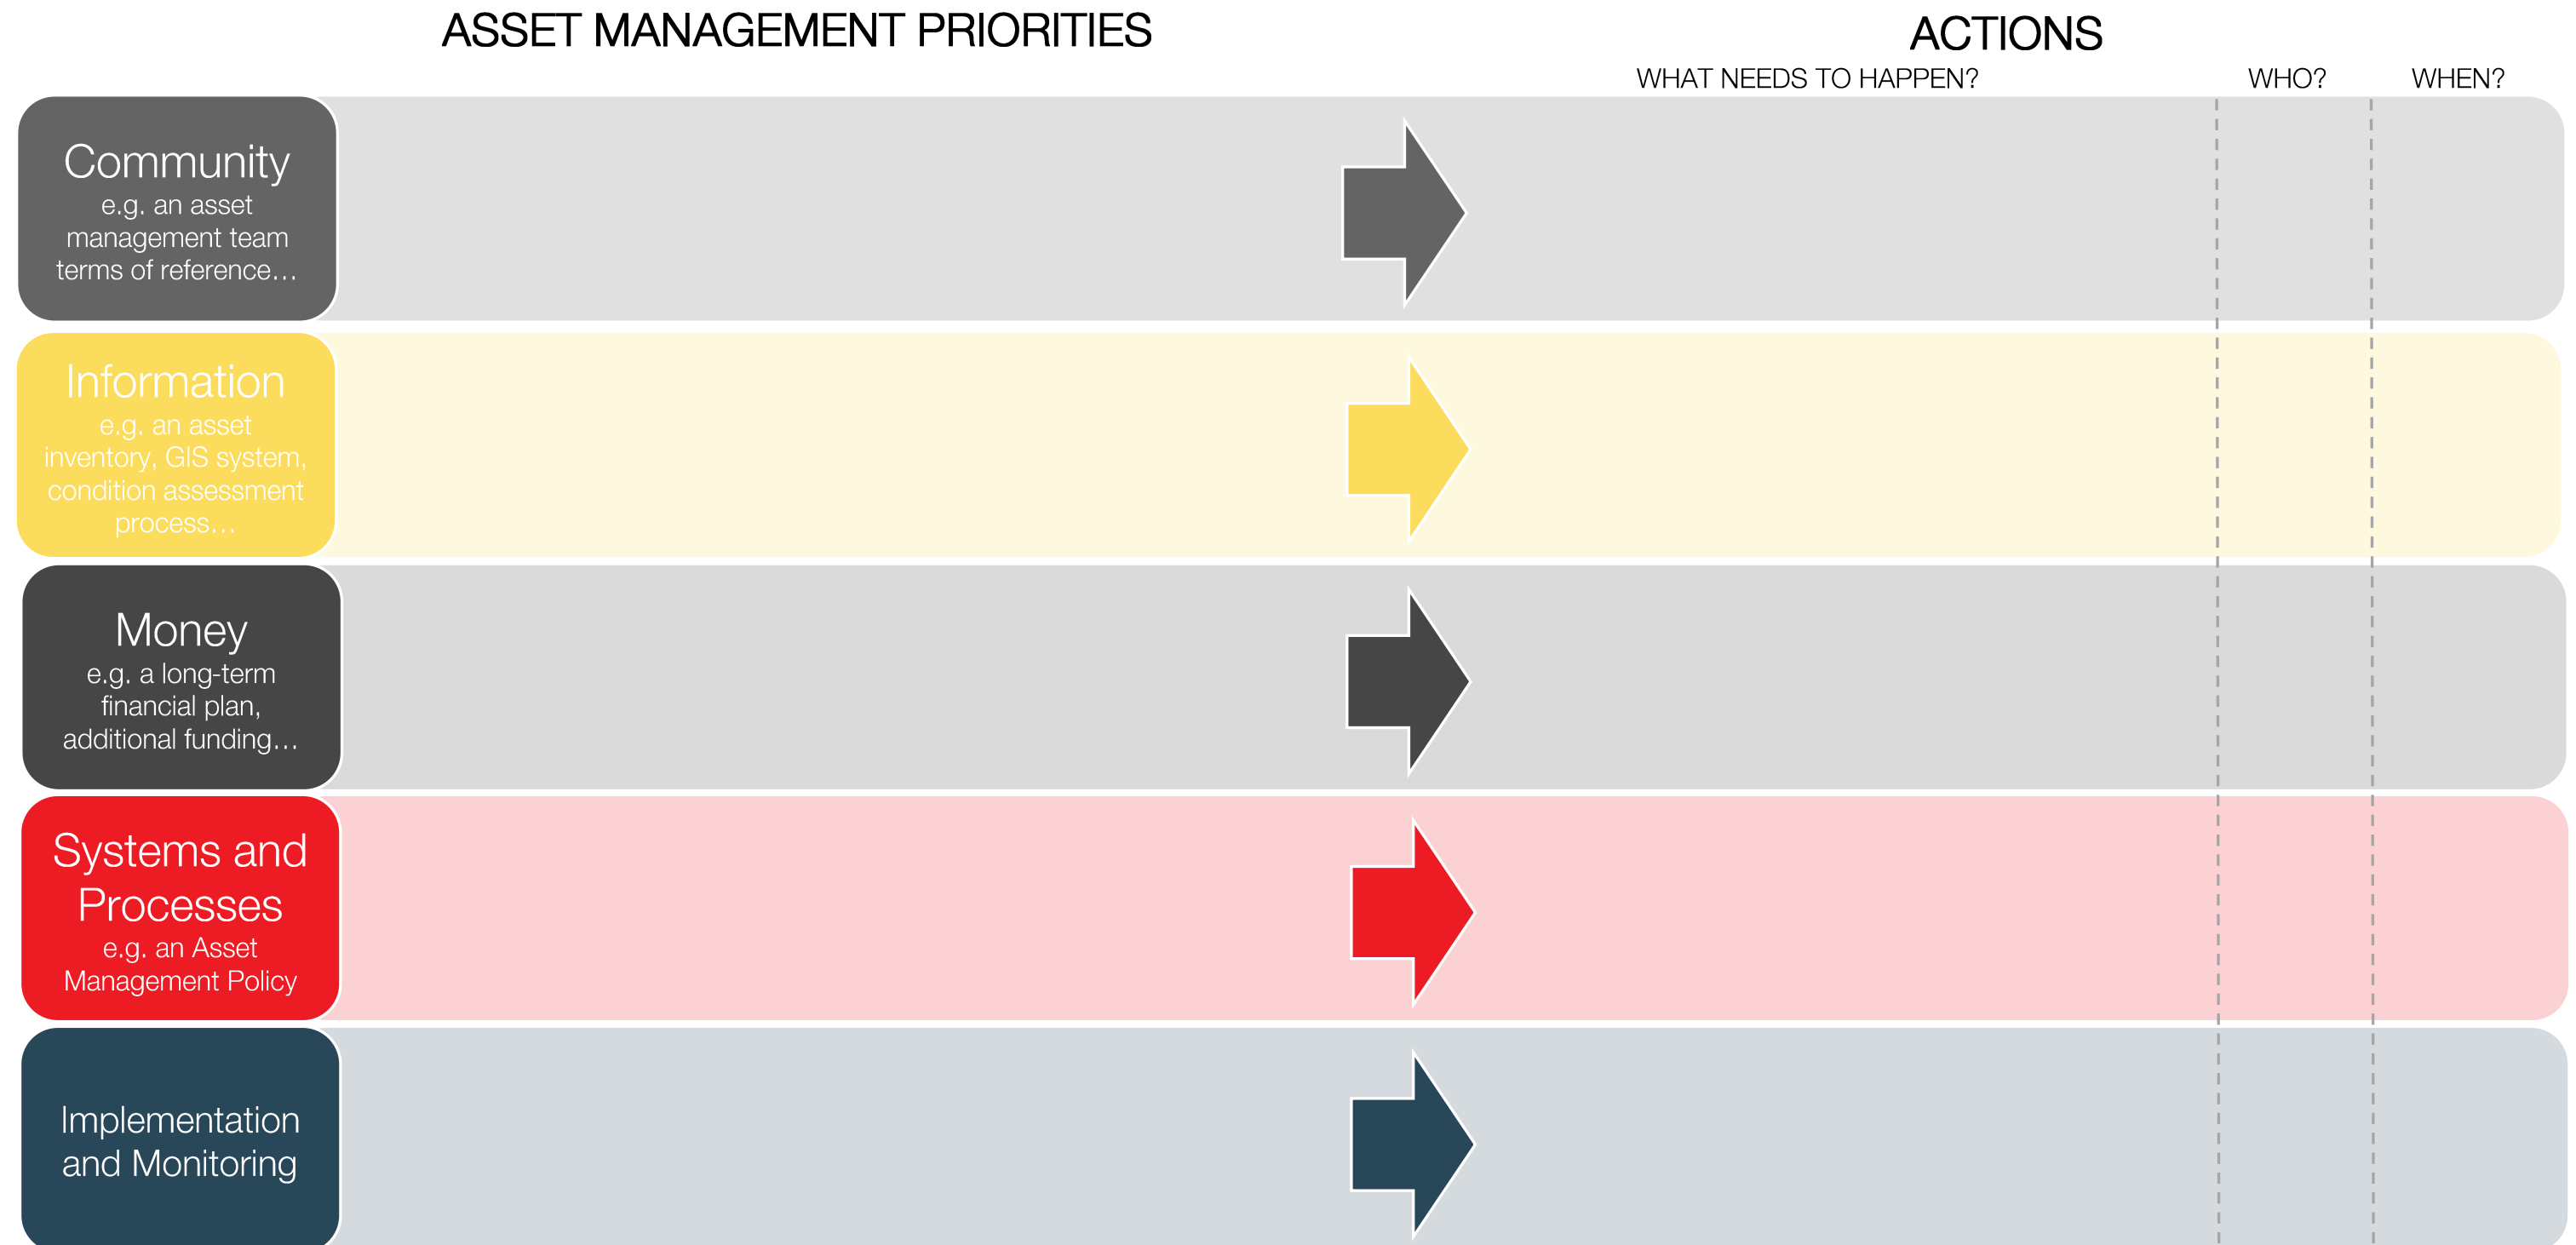 ASSET MANAGEMENT PRIORITIES
ACTIONS
WHAT NEEDS TO HAPPEN?
WHO?
WHEN?
Community
e.g. an asset
management team
terms of reference...
Information
e.g. an asset
inventory, GIS system,
condition assessment
process...
Money
e.g. a long-term
financial plan,
additional funding...
Systems and
Processes
e.g. an Asset
Management Policy
Implementation
and Monitoring